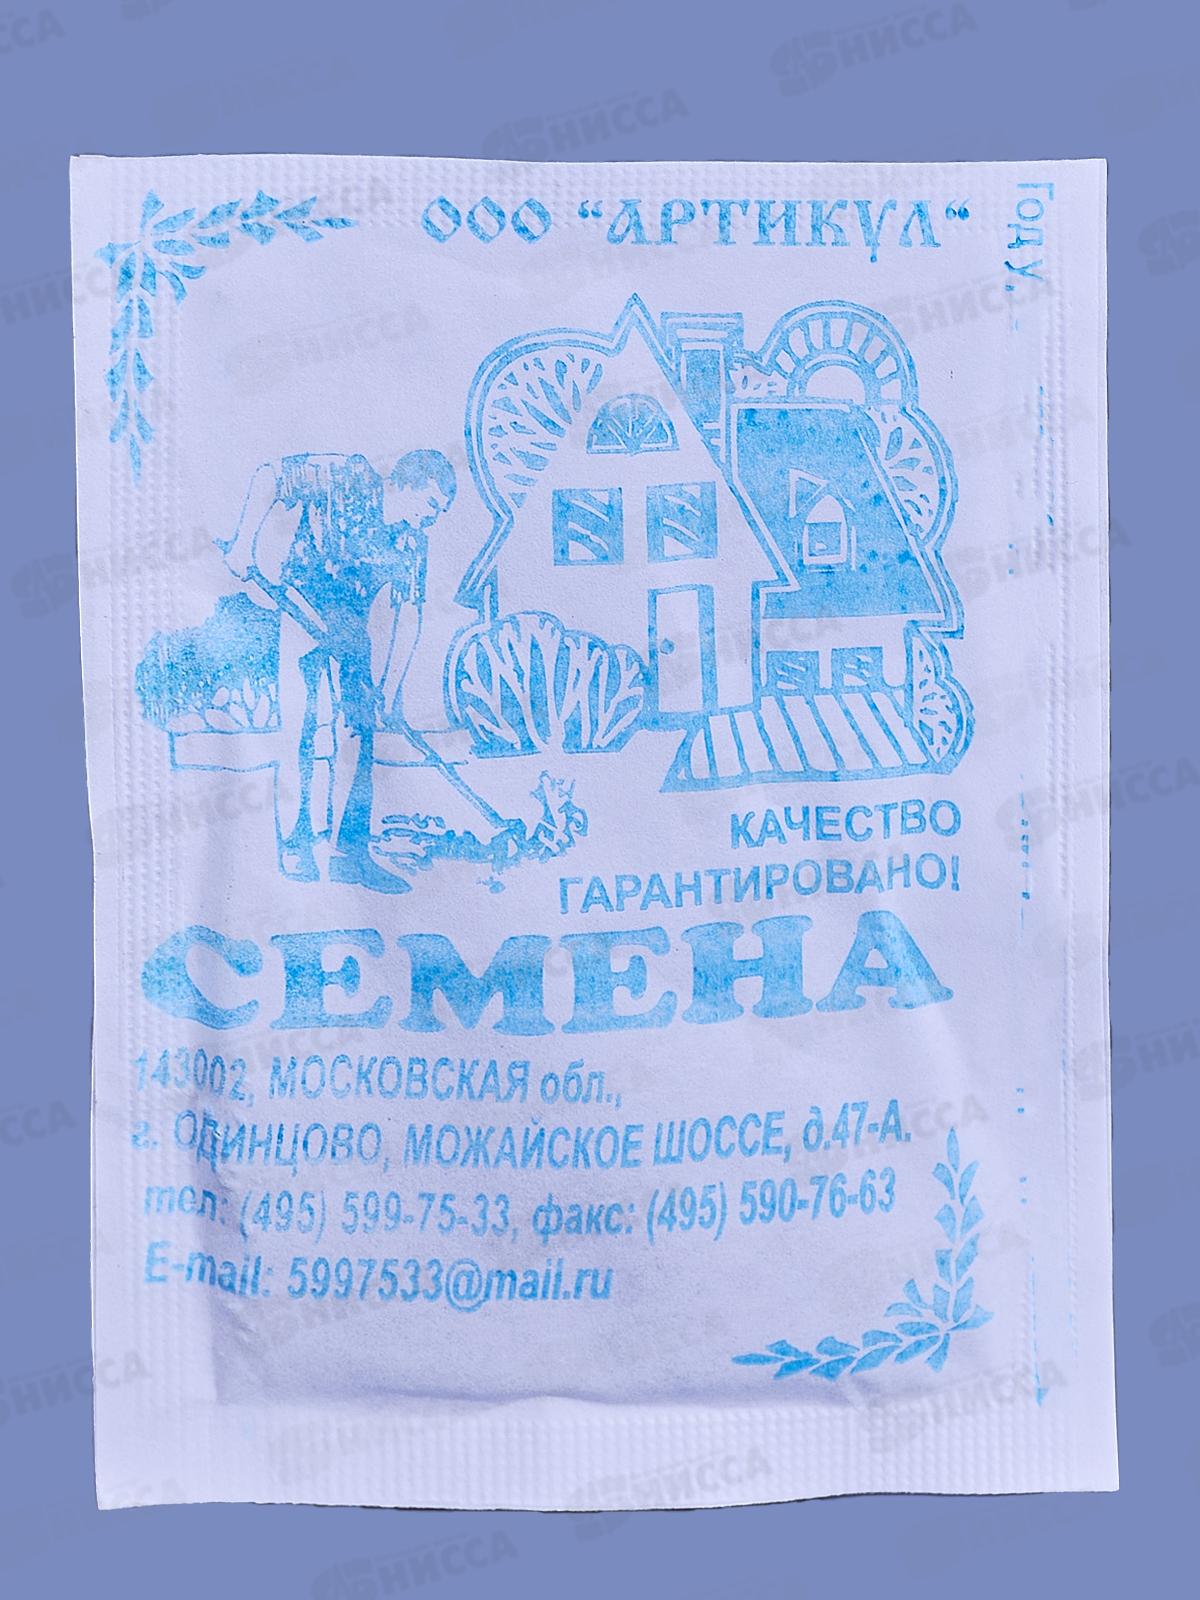 ООО "АРТИКУЛ"
Году.
КАЧЕСТВО
ГАРАНТИРОВАНО!
СЕМЕНА
143002, МОСКОВСКАЯ обл.,
г. ОДИНЦОВО, МОЖАЙСКОЕ ШОССЕ, д.47-А.
тел: (495) 599-75-33, факс: (495) 590-76-63
E-mail: 5997533@mail.ru